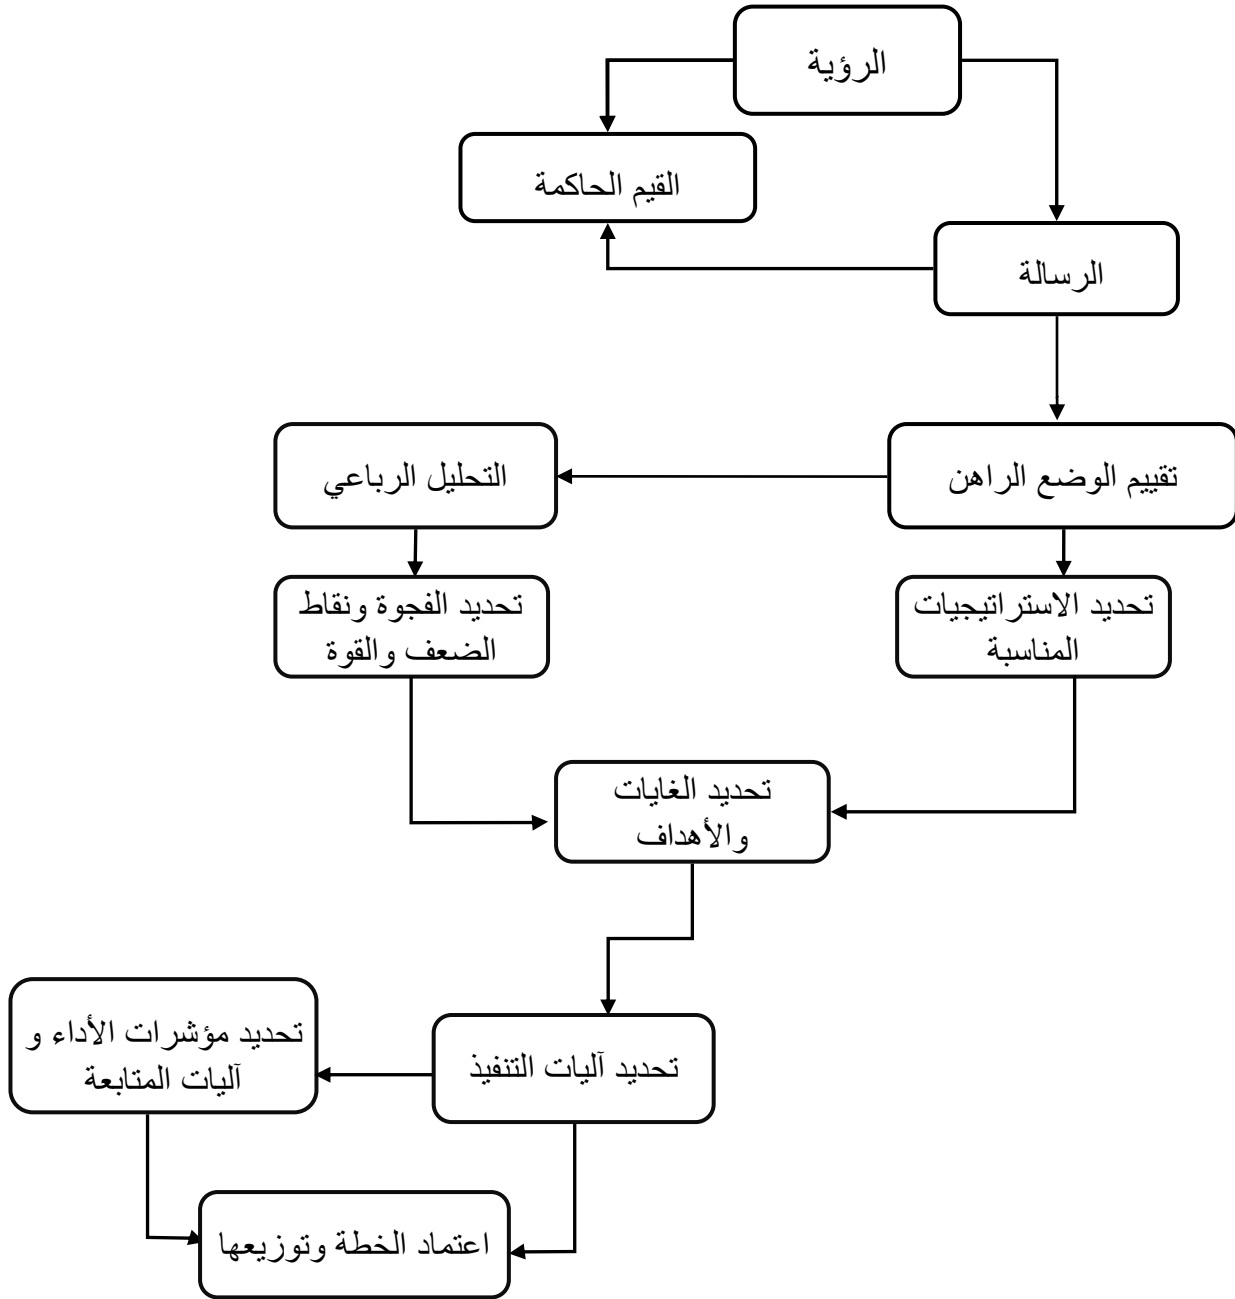 الرؤية
القيم الحاكمة
الرسالة
تقييم الوضع الراهن
التحليل الرباعي
تحديد الاستراتيجيات
المناسبة
تحديد الفجوة ونقاط
الضعف والقوة
تحديد الغايات
والأهداف
تحديد آليات التنفيذ
تحديد مؤشرات الأداء و
آليات المتابعة
اعتماد الخطة وتوزيعها